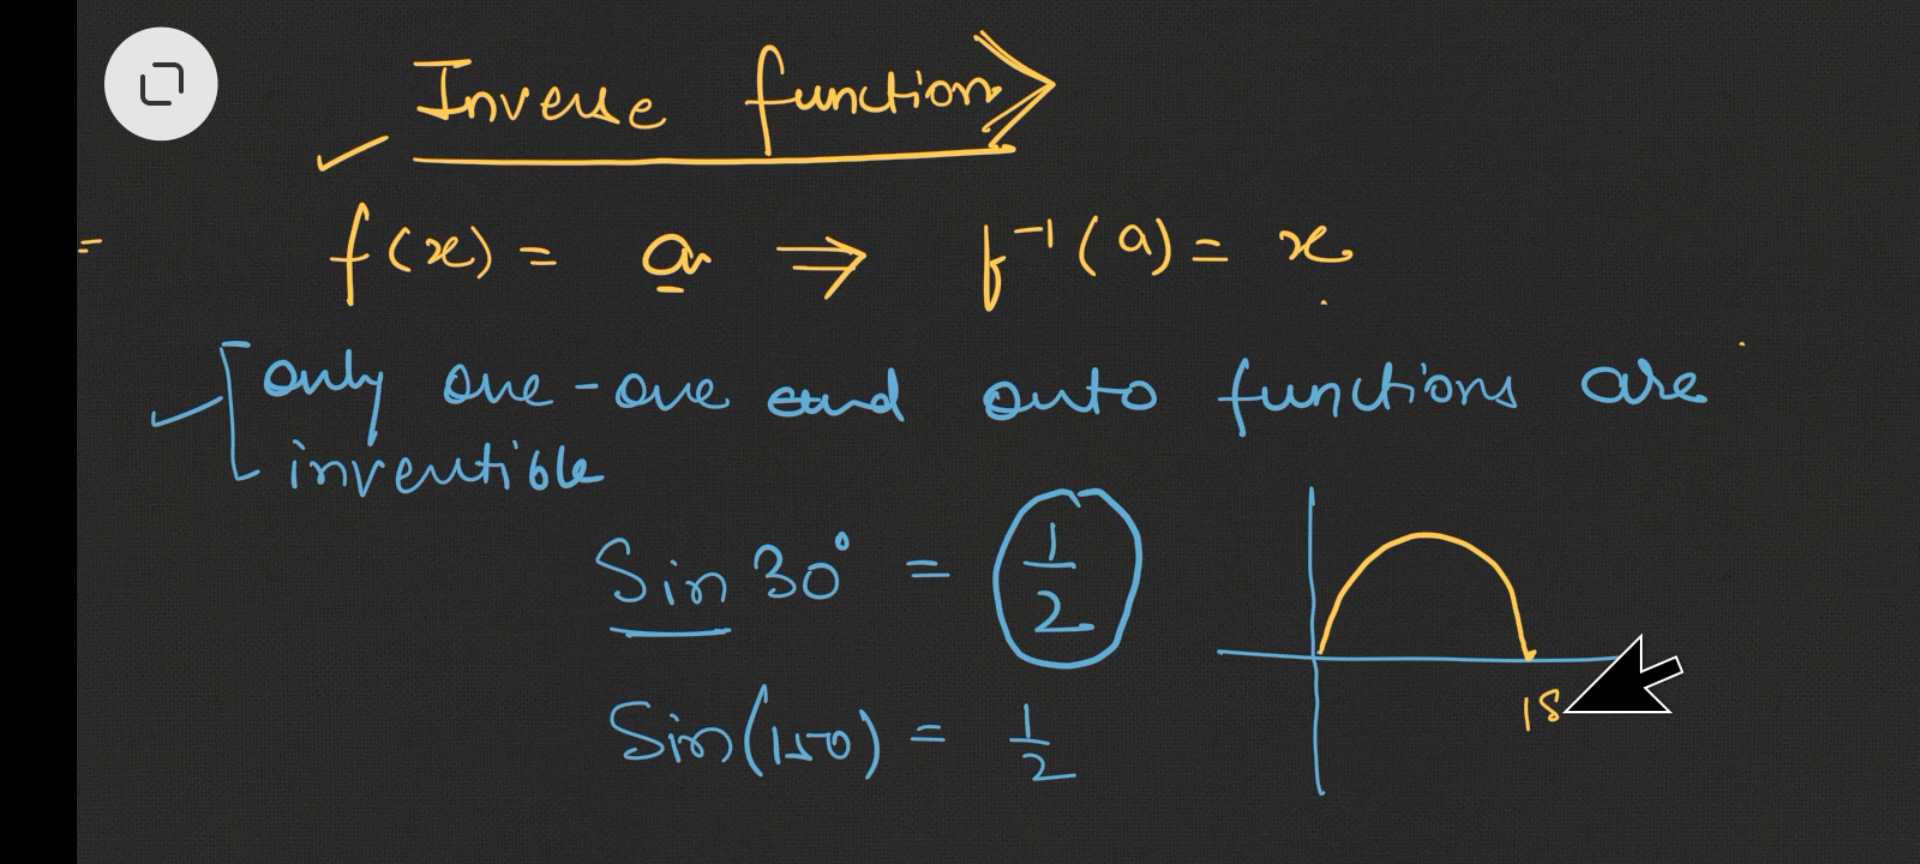 Inverse function
f(x) = a ⇒ f⁻¹(a) = x
only one-one and onto functions are
invertible
Sin 30° = 1/2
Sin(150) = 1/2
18